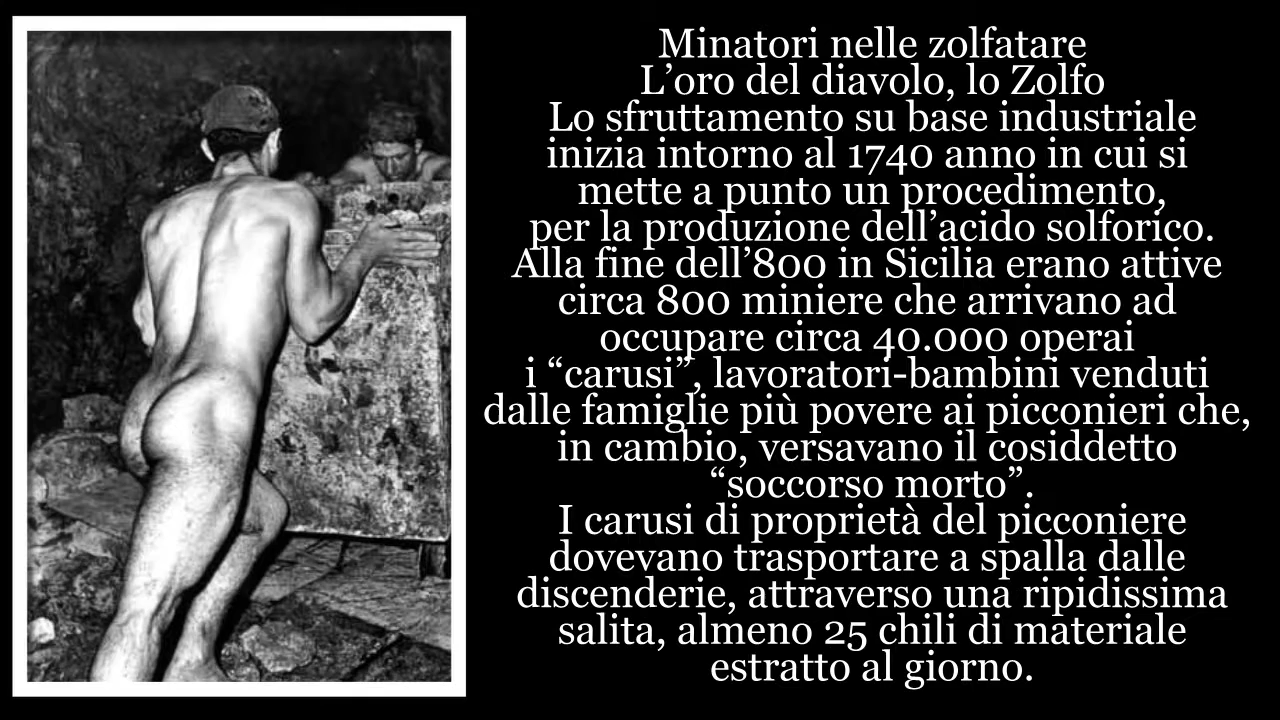 Minatori nelle zolfatare
L’oro del diavolo, lo Zolfo
Lo sfruttamento su base industriale
inizia intorno al 1740 anno in cui si
mette a punto un procedimento,
per la produzione dell’acido solforico.
Alla fine dell’800 in Sicilia erano attive
circa 800 miniere che arrivano ad
occupare circa 40.000 operai
i “carusi”, lavoratori-bambini venduti
dalle famiglie più povere ai picconieri che,
in cambio, versavano il cosiddetto
“soccorso morto”.
I carusi di proprietà del picconiere
dovevano trasportare a spalla dalle
discenderie, attraverso una ripidissima
salita, almeno 25 chili di materiale
estratto al giorno.